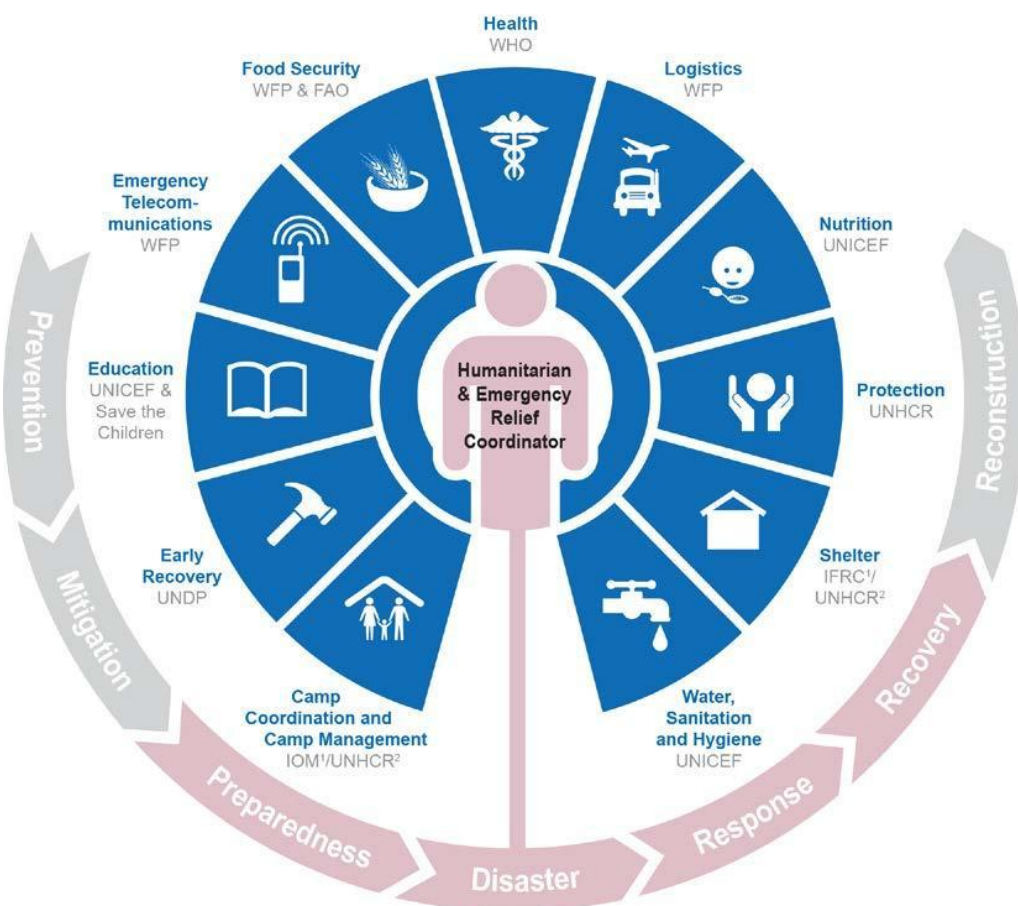 Health
WHO
Food Security
WFP & FAO
Logistics
WFP
Emergency
Telecom-
munications
WFP
Nutrition
UNICEF
Education
UNICEF &
Save the
Children
Humanitarian
& Emergency
Relief
Coordinator
Protection
UNHCR
Early
Recovery
UNDP
Shelter
IFRC¹/
UNHCR²
Camp
Coordination and
Camp Management
IOM¹/UNHCR²
Water,
Sanitation
and Hygiene
UNICEF
Prevention
Mitigation
Preparedness
Disaster
Response
Recovery
Reconstruction